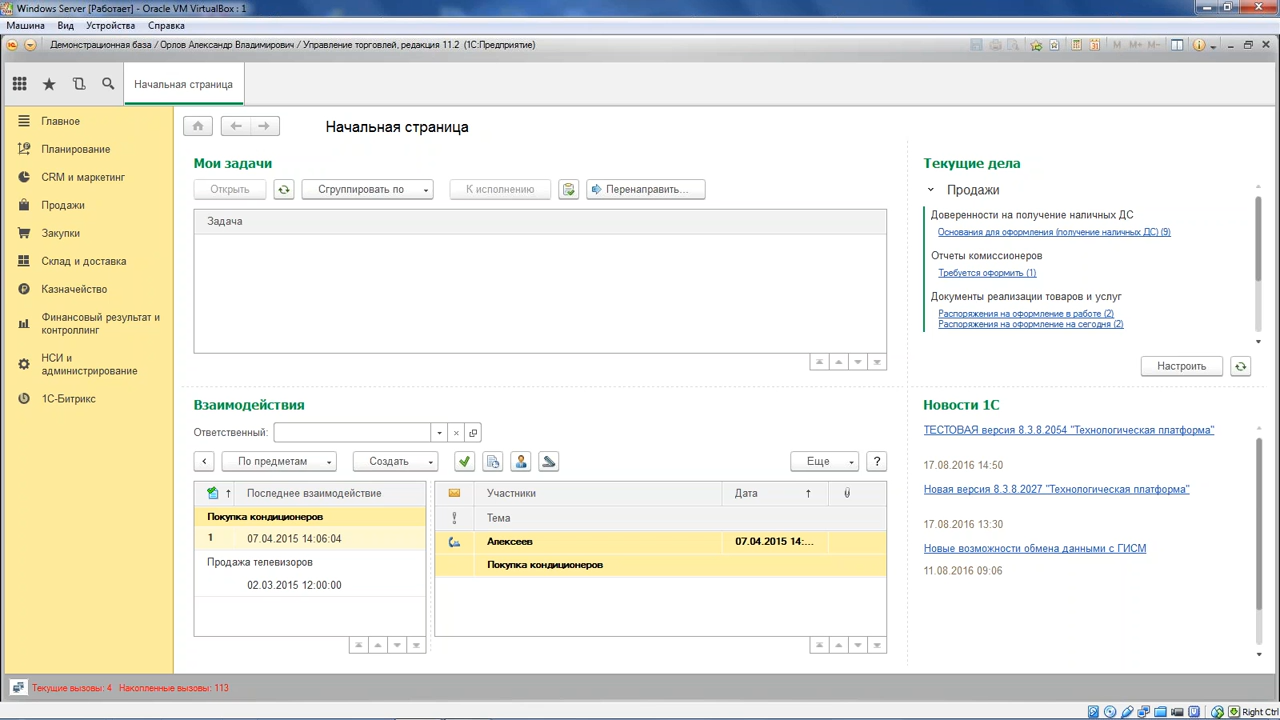 Windows Server [Работает] - Oracle VM VirtualBox : 1
Машина Вид Устройства Справка
Демонстрационная база / Орлов Александр Владимирович / Управление торговлей, редакция 11.2 (1С:Предприятие)
M M+ M-
Начальная страница
Главное
Планирование
CRM и маркетинг
Продажи
Закупки
Склад и доставка
Казначейство
Финансовый результат и
контроллинг
НСИ и
администрирование
1С-Битрикс
Начальная страница
Мои задачи
Открыть Сгруппировать по К исполнению Перенаправить...
Задача
Текущие дела
Продажи
Доверенности на получение наличных ДС
Основания для оформления (получение наличных ДС) (9)
Отчеты комиссионеров
Требуется оформить (1)
Документы реализации товаров и услуг
Распоряжения на оформление в работе (2)
Распоряжения на оформление на сегодня (2)
Настроить
Взаимодействия
Ответственный:
По предметам Создать Еще ?
Последнее взаимодействие
Покупка кондиционеров
1 07.04.2015 14:06:04
Продажа телевизоров
02.03.2015 12:00:00
Участники Дата
Тема
Алексеев 07.04.2015 14:...
Покупка кондиционеров
Новости 1С
ТЕСТОВАЯ версия 8.3.8.2054 "Технологическая платформа"
17.08.2016 14:50
Новая версия 8.3.8.2027 "Технологическая платформа"
17.08.2016 13:30
Новые возможности обмена данными с ГИСМ
11.08.2016 09:06
Текущие вызовы: 4 Накопленные вызовы: 113
Right Ctrl